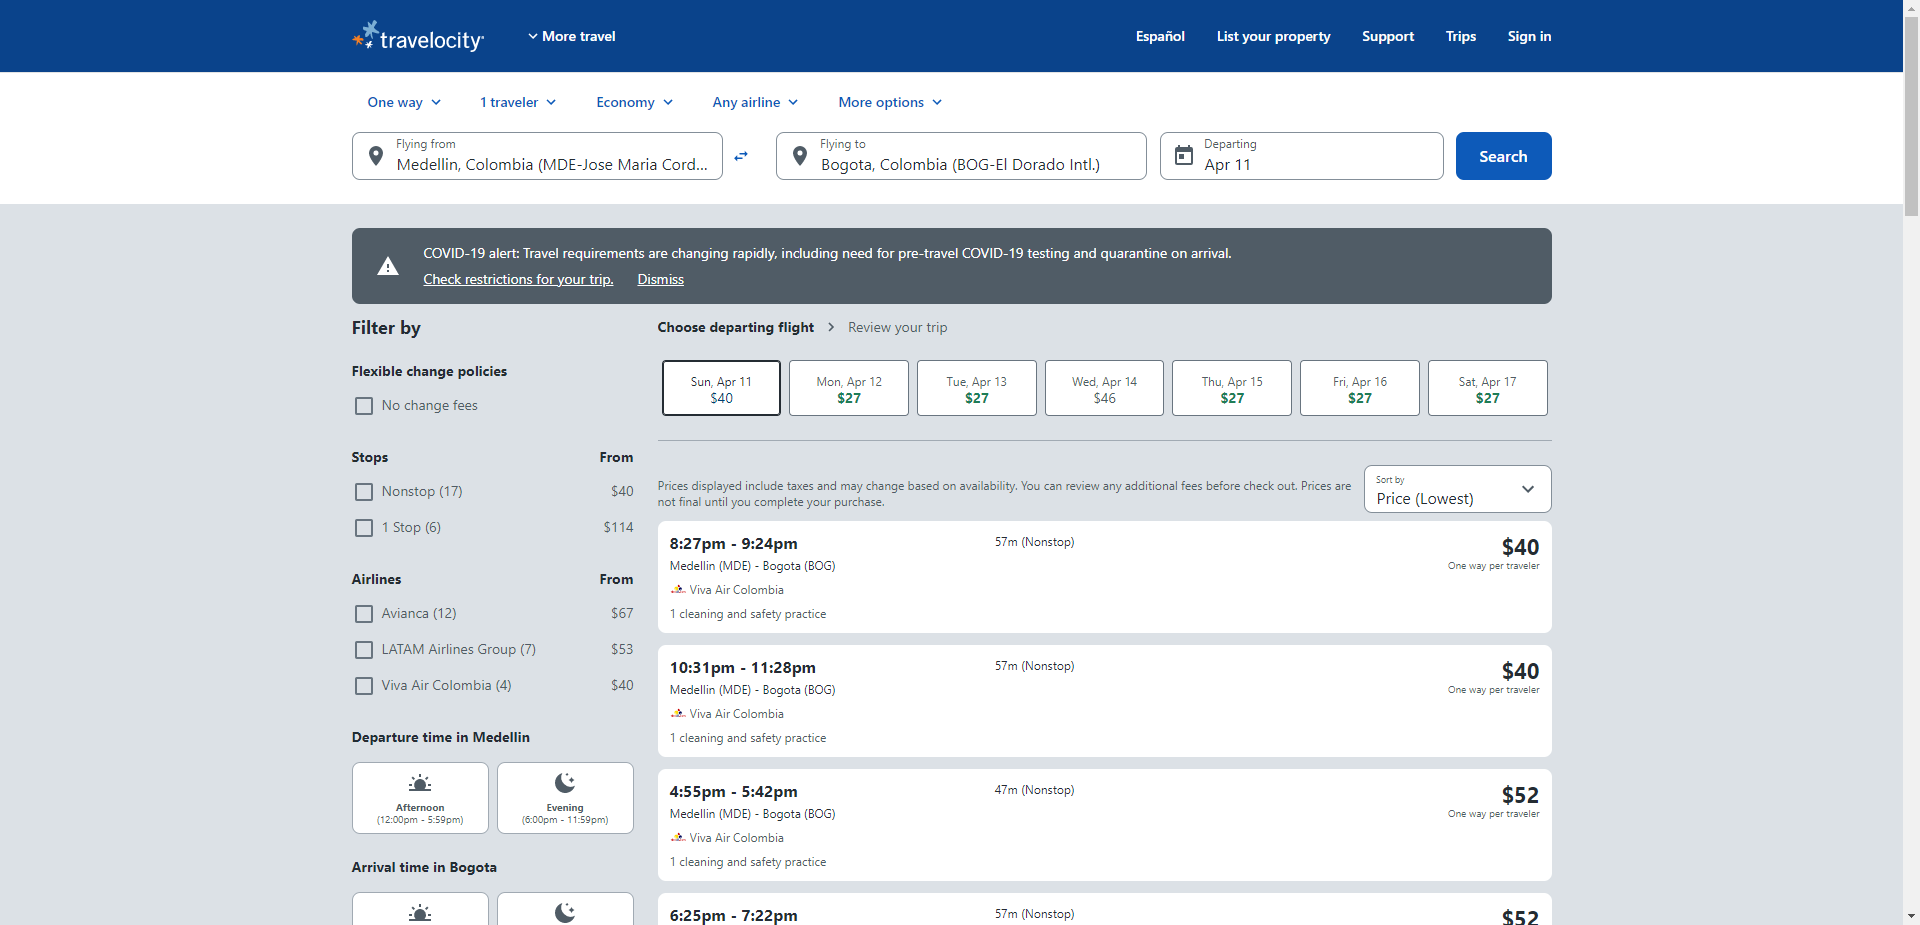 travelocity
More travel
Español
List your property
Support
Trips
Sign in
One way
1 traveler
Economy
Any airline
More options
Flying from
Medellin, Colombia (MDE-Jose Maria Cord...
Flying to
Bogota, Colombia (BOG-El Dorado Intl.)
Departing
Apr 11
Search
COVID-19 alert: Travel requirements are changing rapidly, including need for pre-travel COVID-19 testing and quarantine on arrival.
Check restrictions for your trip.
Dismiss
Filter by
Flexible change policies
No change fees
Stops From
Nonstop (17) $40
1 Stop (6) $114
Airlines From
Avianca (12) $67
LATAM Airlines Group (7) $53
Viva Air Colombia (4) $40
Departure time in Medellin
Afternoon
(12:00pm - 5:59pm)
Evening
(6:00pm - 11:59pm)
Arrival time in Bogota
Choose departing flight
Review your trip
Sun, Apr 11
$40
Mon, Apr 12
$27
Tue, Apr 13
$27
Wed, Apr 14
$46
Thu, Apr 15
$27
Fri, Apr 16
$27
Sat, Apr 17
$27
Prices displayed include taxes and may change based on availability. You can review any additional fees before check out. Prices are
not final until you complete your purchase.
Sort by
Price (Lowest)
8:27pm - 9:24pm
Medellin (MDE) - Bogota (BOG)
Viva Air Colombia
1 cleaning and safety practice
57m (Nonstop)
$40
One way per traveler
10:31pm - 11:28pm
Medellin (MDE) - Bogota (BOG)
Viva Air Colombia
1 cleaning and safety practice
57m (Nonstop)
$40
One way per traveler
4:55pm - 5:42pm
Medellin (MDE) - Bogota (BOG)
Viva Air Colombia
1 cleaning and safety practice
47m (Nonstop)
$52
One way per traveler
6:25pm - 7:22pm
57m (Nonstop)
$52